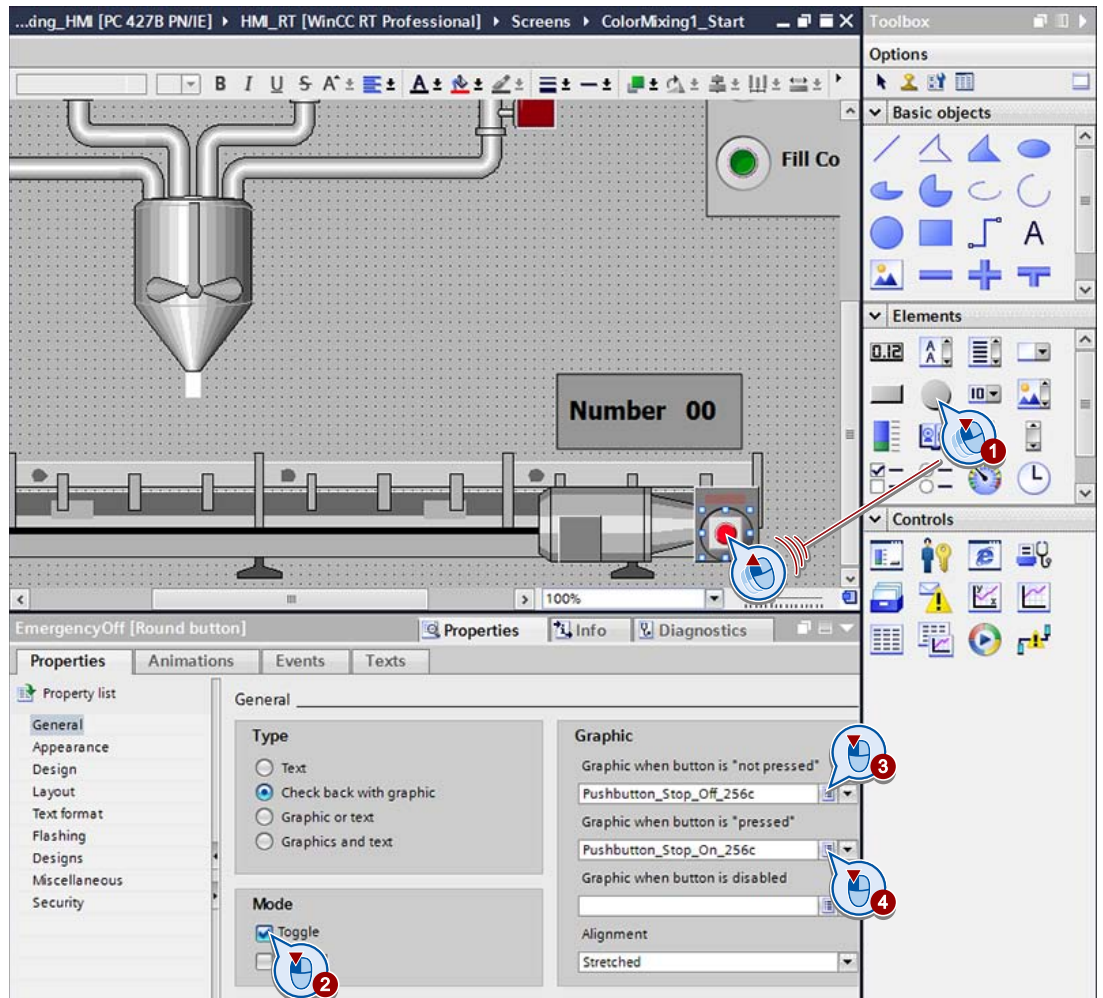 ...ding_HMI [PC 427B PN/IE] ▸ HMI_RT [WinCC RT Professional] ▸ Screens ▸ ColorMixing1_Start
Toolbox
Options
B I U S A
A
Basic objects
A
Fill Co
Elements
0.12
A
A
10
Number 00
1
Controls
100%
EmergencyOff [Round button]
Properties
Info
Diagnostics
Properties
Animations
Events
Texts
Property list
General
Appearance
Design
Layout
Text format
Flashing
Designs
Miscellaneous
Security
General
Type
Text
Check back with graphic
Graphic or text
Graphics and text
Mode
Toggle
2
Graphic
Graphic when button is "not pressed"
3
Pushbutton_Stop_Off_256c
Graphic when button is "pressed"
Pushbutton_Stop_On_256c
Graphic when button is disabled
4
Alignment
Stretched